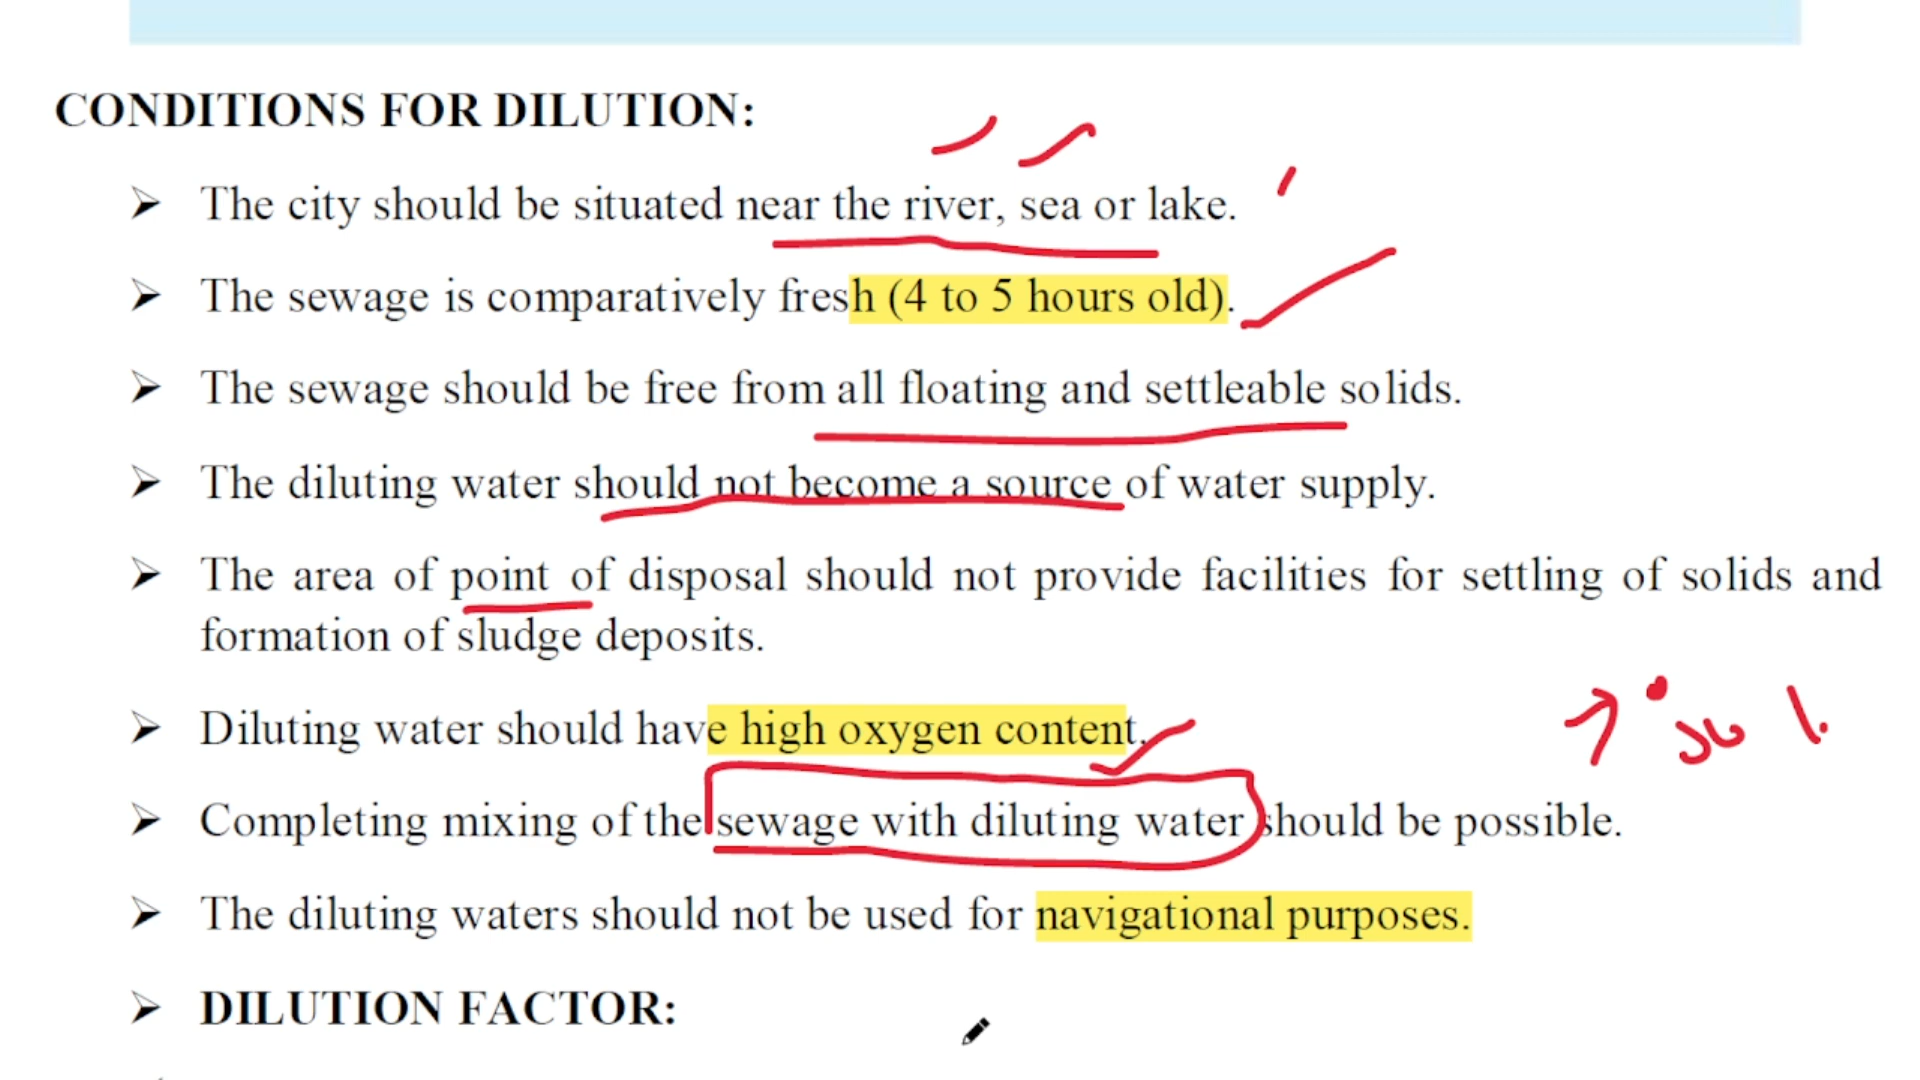 CONDITIONS FOR DILUTION:
➢ The city should be situated near the river, sea or lake.
➢ The sewage is comparatively fresh (4 to 5 hours old).
➢ The sewage should be free from all floating and settleable solids.
➢ The diluting water should not become a source of water supply.
➢ The area of point of disposal should not provide facilities for settling of solids and
formation of sludge deposits.
➢ Diluting water should have high oxygen content.
➢ Completing mixing of the sewage with diluting water should be possible.
➢ The diluting waters should not be used for navigational purposes.
➢ DILUTION FACTOR: